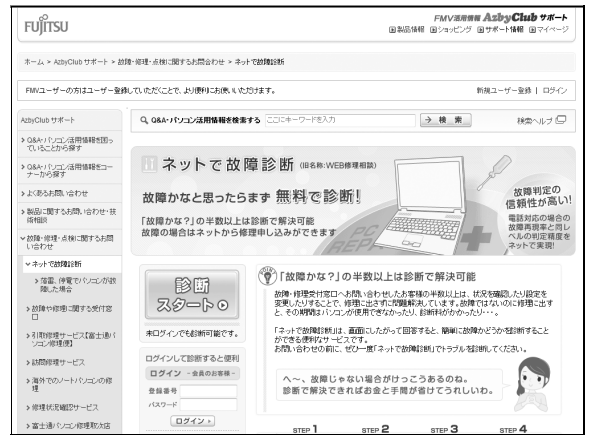 FUJITSU
FMV活用情報 AzbyClub サポート
製品情報 ショッピング サポート情報 マイページ
ホーム > AzbyClub サポート > 故障・修理・点検に関するお問合わせ > ネットで故障診断
FMVユーザーの方はユーザー登録していただくことで、より便利にお使いいただけます。
新規ユーザー登録 | ログイン
AzbyClub サポート
Q&A・パソコン活用情報を検索する ここにキーワードを入力
検索
検索ヘルプ
Q&A・パソコン活用情報を困っていることから探す
Q&A・パソコン活用情報をコーナーから探す
よくあるお問い合わせ
製品に関するお問い合わせ・技術相談
故障・修理・点検に関するお問い合わせ
ネットで故障診断
落雷、停電でパソコンが故障した場合
故障や修理に関する受付窓口
引取修理サービス【富士通パソコン修理便】
訪問修理サービス
海外でのノートパソコンの修理
修理状況確認サービス
富士通パソコン修理取次店
ネットで故障診断 (旧名称:WEB修理相談)
故障かなと思ったらまず 無料で診断!
「故障かな?」の半数以上は診断で解決可能
故障の場合はネットから修理申し込みができます
PC
REPAIR
故障判定の
信頼性が高い!
電話対応の場合の
故障再現率と同レ
ベルの判定精度を
ネットで実現!
診断
スタート
未ログインでも診断可能です。
ログインして診断すると便利
ログイン -会員のお客様-
登録番号
パスワード
ログイン
POINT
「故障かな?」の半数以上は診断で解決可能
故障・修理受付窓口へお問い合わせしたお客様の半数以上は、状況を確認したり設定を
変更したりすることで、修理に出さずに問題解決しています。故障ではないのに修理に出す
と、その期間はパソコンが使用できなかったり、診断料がかかったり・・・。
「ネットで故障診断」は、画面にしたがって回答すると、簡単に故障かどうかを診断すること
ができる便利なサービスです。
お問い合わせの前に、ぜひ一度「ネットで故障診断」でトラブルを診断してください。
へ～、故障じゃない場合がけっこうあるのね。
診断で解決できればお金と手間が省けてうれしいわ。
STEP 1 STEP 2 STEP 3 STEP 4